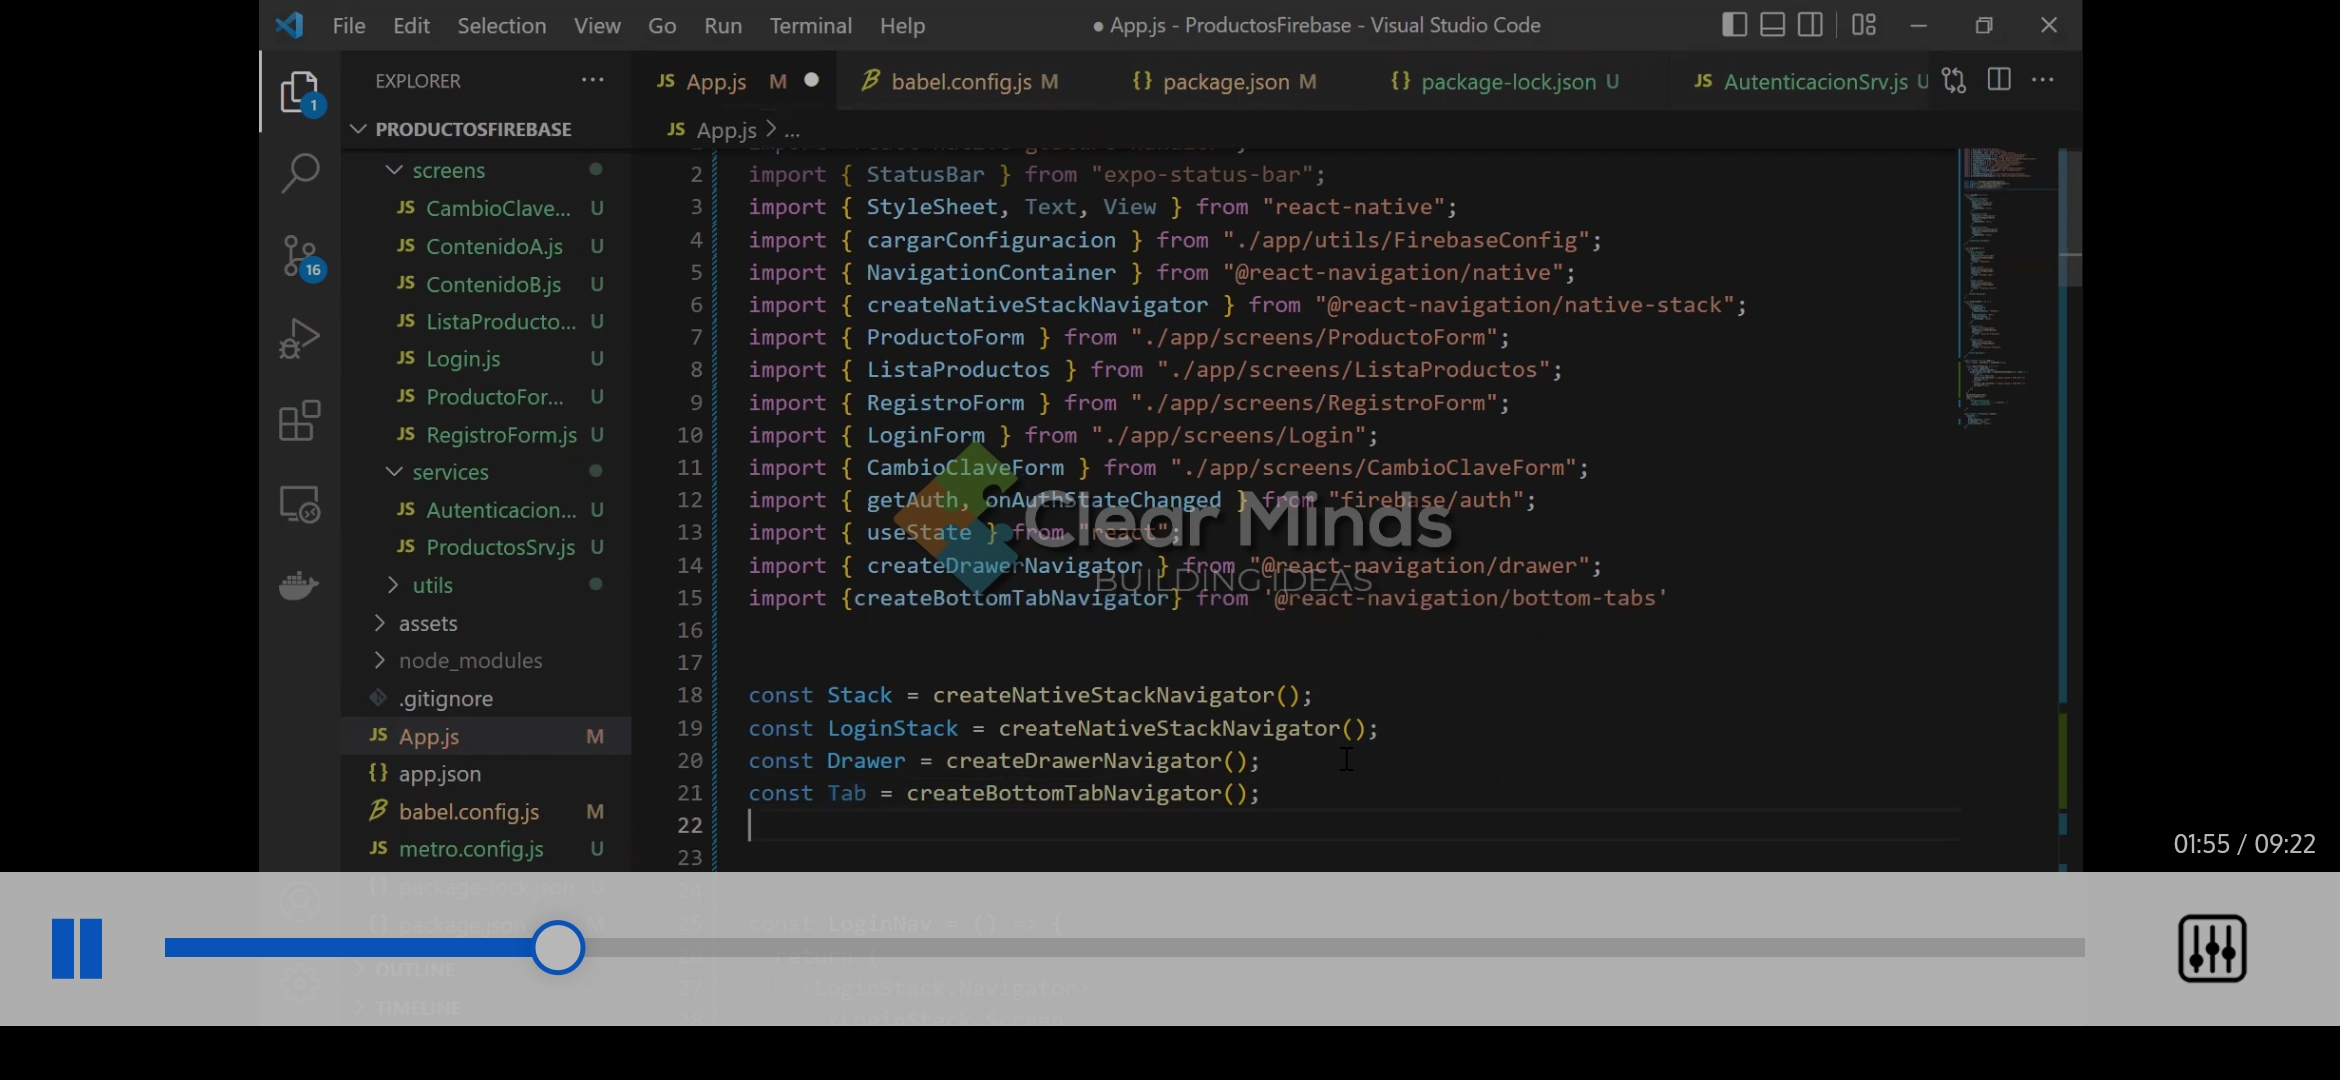 File Edit Selection View Go Run Terminal Help
● App.js - ProductosFirebase - Visual Studio Code
EXPLORER ···
JS App.js M ●
babel.config.js M
{} package.json M
{} package-lock.json U
JS AutenticacionSrv.js U
···
1
16
PRODUCTOSFIREBASE
screens
JS CambioClave... U
JS ContenidoA.js U
JS ContenidoB.js U
JS ListaProducto... U
JS Login.js U
JS ProductoFor... U
JS RegistroForm.js U
services
JS Autenticacion... U
JS ProductosSrv.js U
utils
assets
node_modules
.gitignore
JS App.js M
{} app.json
babel.config.js M
JS metro.config.js U
{} package-lock.json U
{} package.json M
OUTLINE
TIMELINE
JS App.js > ...
2 import { StatusBar } from "expo-status-bar";
3 import { StyleSheet, Text, View } from "react-native";
4 import { cargarConfiguracion } from "./app/utils/FirebaseConfig";
5 import { NavigationContainer } from "@react-navigation/native";
6 import { createNativeStackNavigator } from "@react-navigation/native-stack";
7 import { ProductoForm } from "./app/screens/ProductoForm";
8 import { ListaProductos } from "./app/screens/ListaProductos";
9 import { RegistroForm } from "./app/screens/RegistroForm";
10 import { LoginForm } from "./app/screens/Login";
11 import { CambioClaveForm } from "./app/screens/CambioClaveForm";
12 import { getAuth, onAuthStateChanged } from "firebase/auth";
13 import { useState } from "react";
14 import { createDrawerNavigator } from "@react-navigation/drawer";
15 import {createBottomTabNavigator} from '@react-navigation/bottom-tabs'
16
17
18 const Stack = createNativeStackNavigator();
19 const LoginStack = createNativeStackNavigator();
20 const Drawer = createDrawerNavigator();
21 const Tab = createBottomTabNavigator();
22
23
24
25 const LoginNav = () => {
26 return (
27 <LoginStack.Navigator>
28 <LoginStack.Screen
Clear Minds
BUILDING IDEAS
01:55 / 09:22